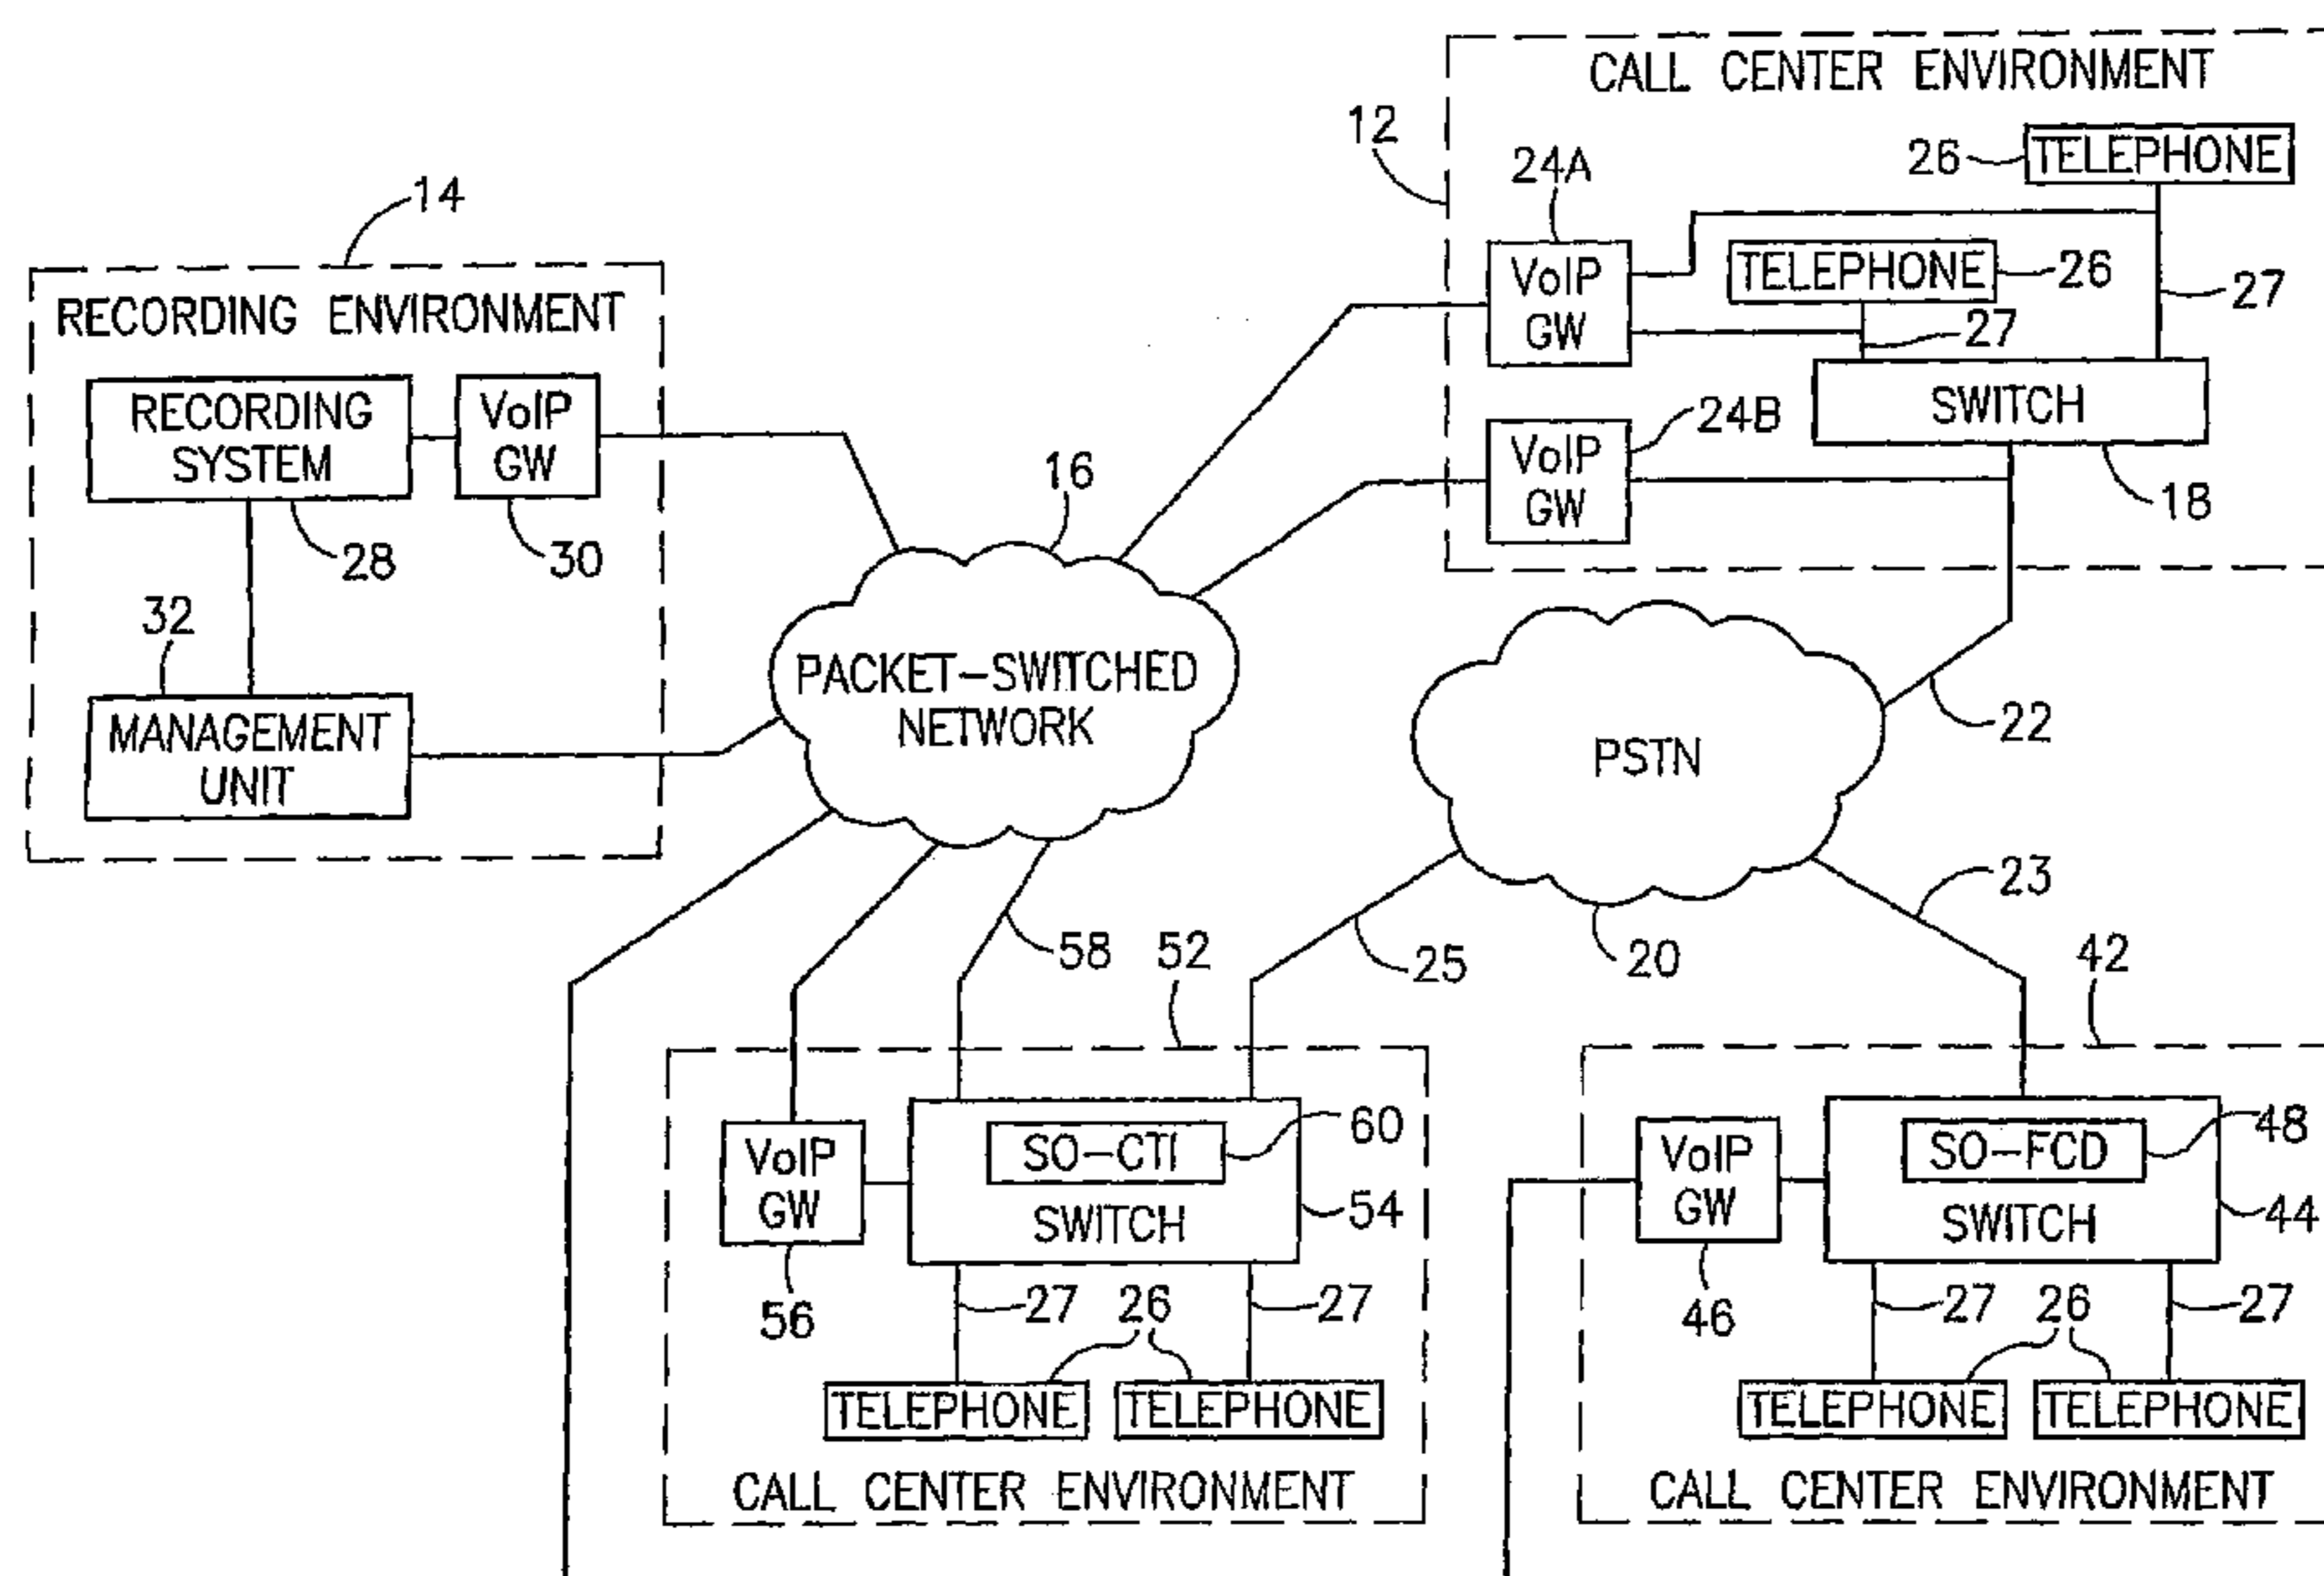 CALL CENTER ENVIRONMENT
12
24A
26
TELEPHONE
14
VoIP
GW
TELEPHONE
26
27
27
RECORDING ENVIRONMENT
RECORDING
SYSTEM
VoIP
GW
SWITCH
24B
VoIP
GW
18
16
28
30
32
PACKET-SWITCHED
NETWORK
MANAGEMENT
UNIT
PSTN
22
23
58
52
25
20
42
VoIP
GW
SO-CTI
60
SWITCH
54
VoIP
GW
SO-FCD
48
SWITCH
44
56
27
26
27
46
27
26
27
TELEPHONE
TELEPHONE
TELEPHONE
TELEPHONE
CALL CENTER ENVIRONMENT
CALL CENTER ENVIRONMENT